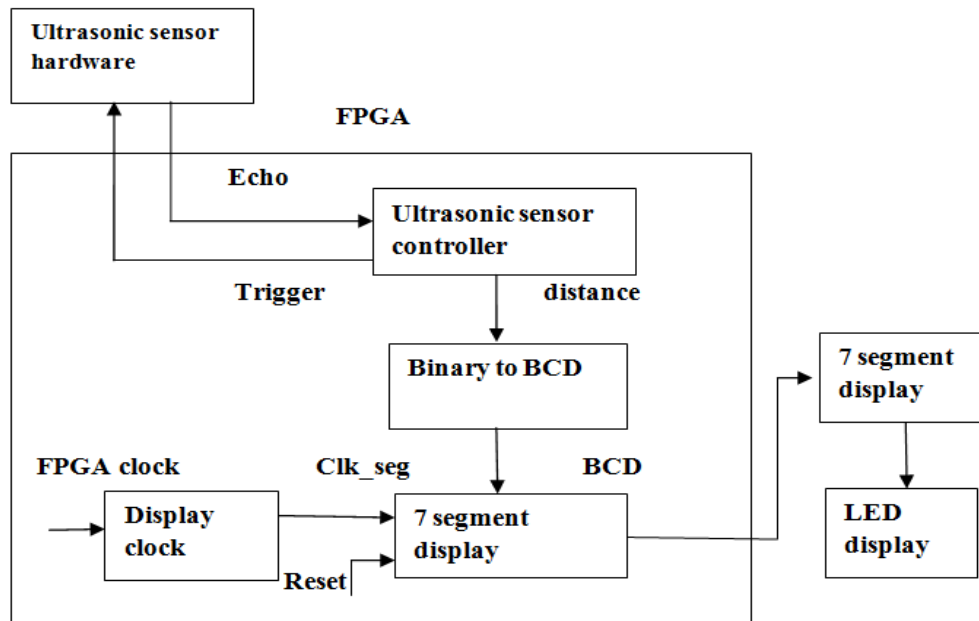 Ultrasonic sensor
hardware
FPGA
Echo
Ultrasonic sensor
controller
Trigger
distance
Binary to BCD
7 segment
display
FPGA clock
Clk_seg
BCD
Display
clock
7 segment
display
LED
display
Reset